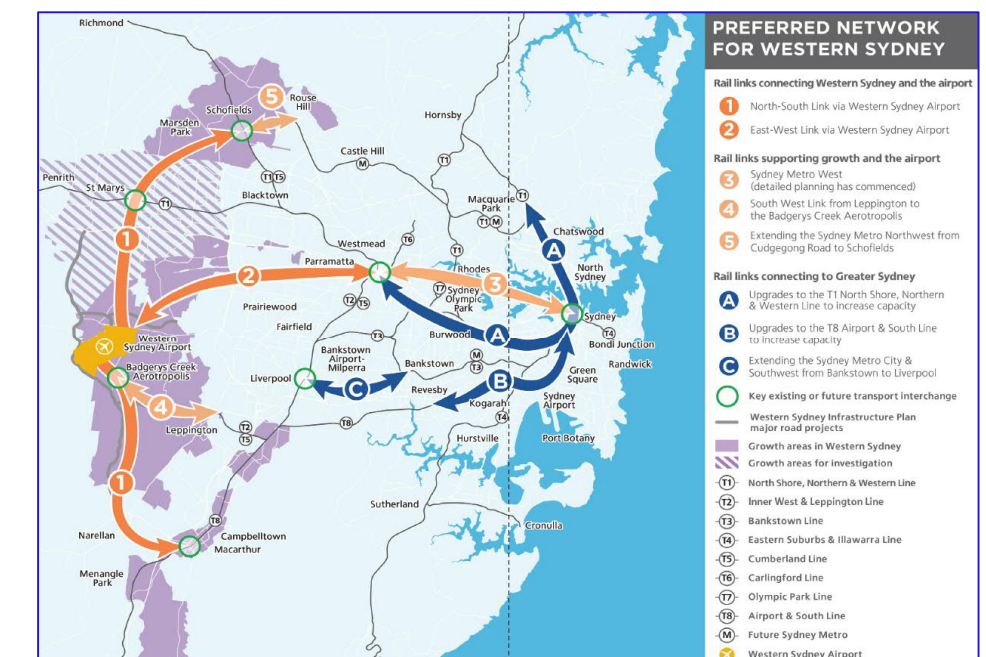 Richmond
Schofields
5
Rouse
Hill
Marsden
Park
Hornsby
Castle Hill
M
T1
Penrith
St Marys
T1
T1 T5
Blacktown
Macquarie
Park
T1
T1 M
Chatswood
1
Westmead
T6
T1
A
Parramatta
2
Rhodes
North
Sydney
3
T7
Sydney
Olympic
Park
T2 T5
Prairiewood
Fairfield
T3
Burwood
A
Sydney
T4
Bondi Junction
Western
Sydney Airport
Bankstown
Airport-
Milperra
M
T3
Randwick
Badgerys Creek
Aerotropolis
Liverpool
C
Bankstown
Revesby
B
Green
Square
4
Kogarah
Sydney
Airport
T4
Leppington
T2
T5
T8
Hurstville
Port Botany
1
Sutherland
T8
Cronulla
Narellan
Campbelltown
Macarthur
Menangle
Park
PREFERRED NETWORK
FOR WESTERN SYDNEY
Rail links connecting Western Sydney and the airport
1 North-South Link via Western Sydney Airport
2 East-West Link via Western Sydney Airport
Rail links supporting growth and the airport
3 Sydney Metro West
(detailed planning has commenced)
4 South West Link from Leppington to
the Badgerys Creek Aerotropolis
5 Extending the Sydney Metro Northwest from
Cudgegong Road to Schofields
Rail links connecting to Greater Sydney
A Upgrades to the T1 North Shore, Northern
& Western Line to Increase capacity
B Upgrades to the T8 Airport & South Line
to Increase capacity
C Extending the Sydney Metro City &
Southwest from Bankstown to Liverpool
Key existing or future transport interchange
Western Sydney Infrastructure Plan
major road projects
Growth areas in Western Sydney
Growth areas for investigation
T1 North Shore, Northern & Western Line
T2 Inner West & Leppington Line
T3 Bankstown Line
T4 Eastern Suburbs & Illawarra Line
T5 Cumberland Line
T6 Carlingford Line
T7 Olympic Park Line
T8 Airport & South Line
M Future Sydney Metro
Western Sydney Airport